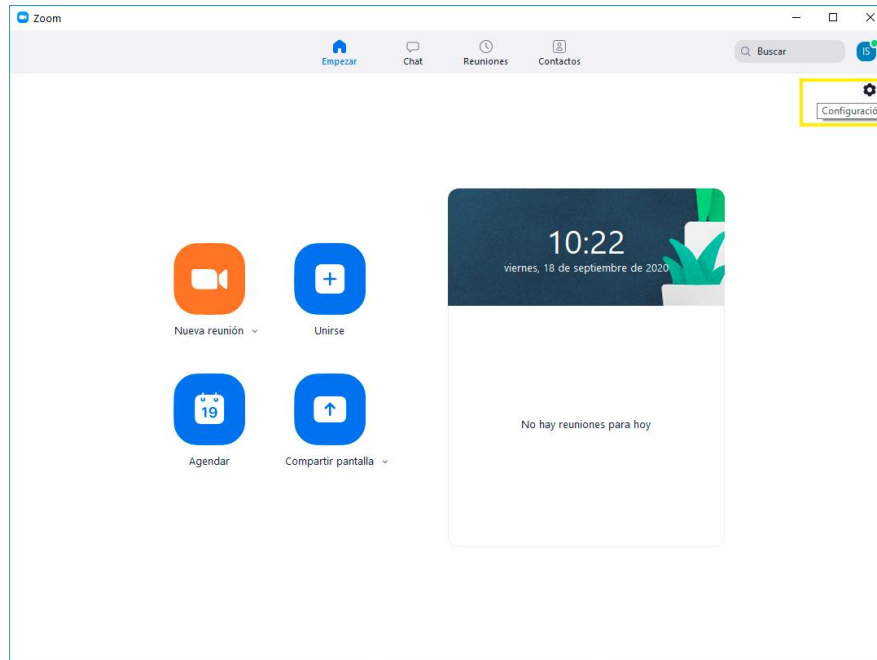 Zoom
Empezar
Chat
Reuniones
Contactos
Buscar
IS
Configuració
10:22
viernes, 18 de septiembre de 2020
Nueva reunión
Unirse
19
Agendar
Compartir pantalla
No hay reuniones para hoy